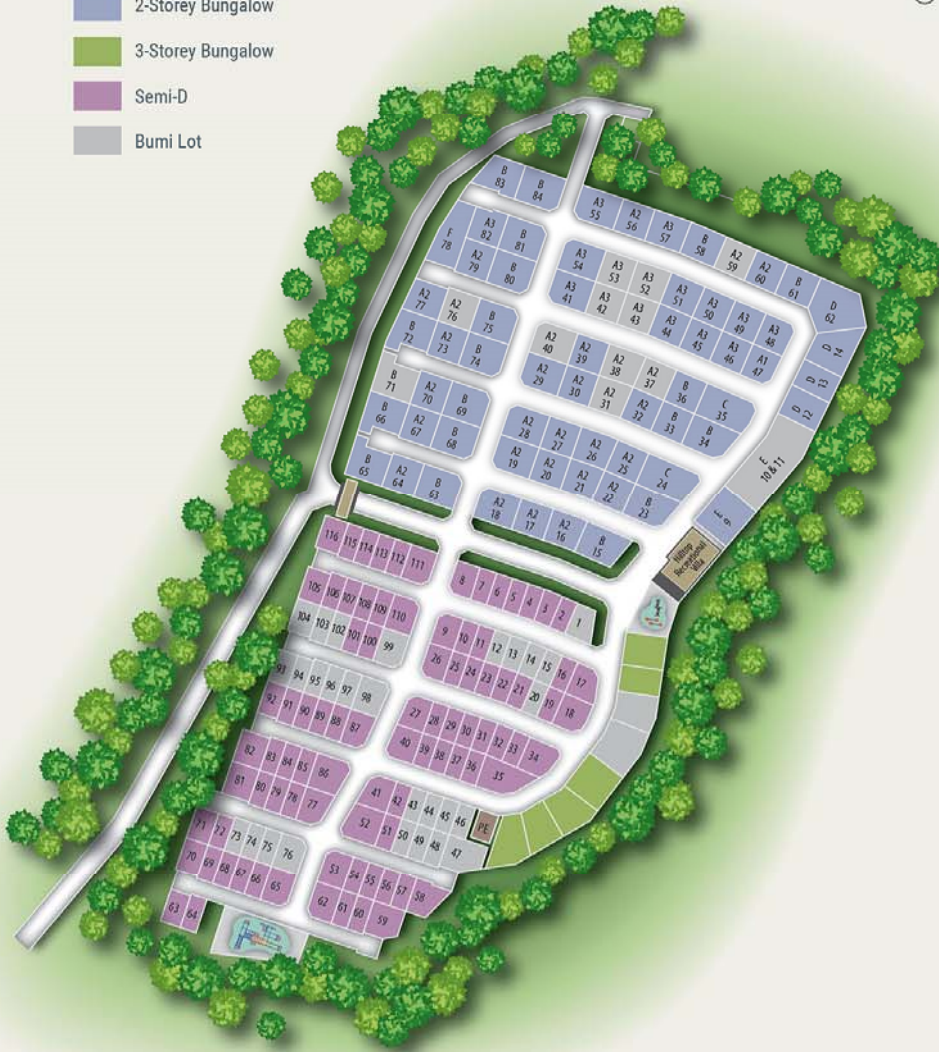 2-Storey Bungalow
3-Storey Bungalow
Semi-D
Bumi Lot
B
83
B
84
A3
55
A2
56
A3
57
B
58
A2
59
A2
60
B
61
D
62
F
78
A3
82
B
81
A2
79
B
80
A3
54
A3
53
A3
52
A3
51
A3
50
A3
49
A3
48
A3
41
A3
42
A3
43
A3
44
A3
45
A3
46
A1
47
D
14
D
13
D
12
E
10 & 11
E
9
A2
77
A2
76
B
75
B
72
A2
73
B
74
A2
40
A2
39
A2
38
A2
37
B
36
C
35
A2
29
A2
30
A2
31
A2
32
B
33
B
34
B
71
A2
70
B
69
B
66
A2
67
B
68
A2
28
A2
27
A2
26
A2
25
C
24
A2
19
A2
20
A2
21
A2
22
B
23
B
65
A2
64
B
63
A2
18
A2
17
A2
16
B
15
Hilltop
Recreational
Villa
116 115 114 113 112 111
8 7 6 5 4 3 2 1
105 106 107 108 109 110
104 103 102 101 100 99
9 10 11 12 13 14 15 16 17
26 25 24 23 22 21 20 19 18
93 94 95 96 97 98
92 91 90 89 88 87
27 28 29 30 31 32 33 34
40 39 38 37 36 35
82 83 84 85 86
81 80 79 78 77
41 42 43 44 45 46
52 51 50 49 48 47
PE
71 72 73 74 75 76
70 69 68 67 66 65
53 54 55 56 57 58
62 61 60 59
63 64